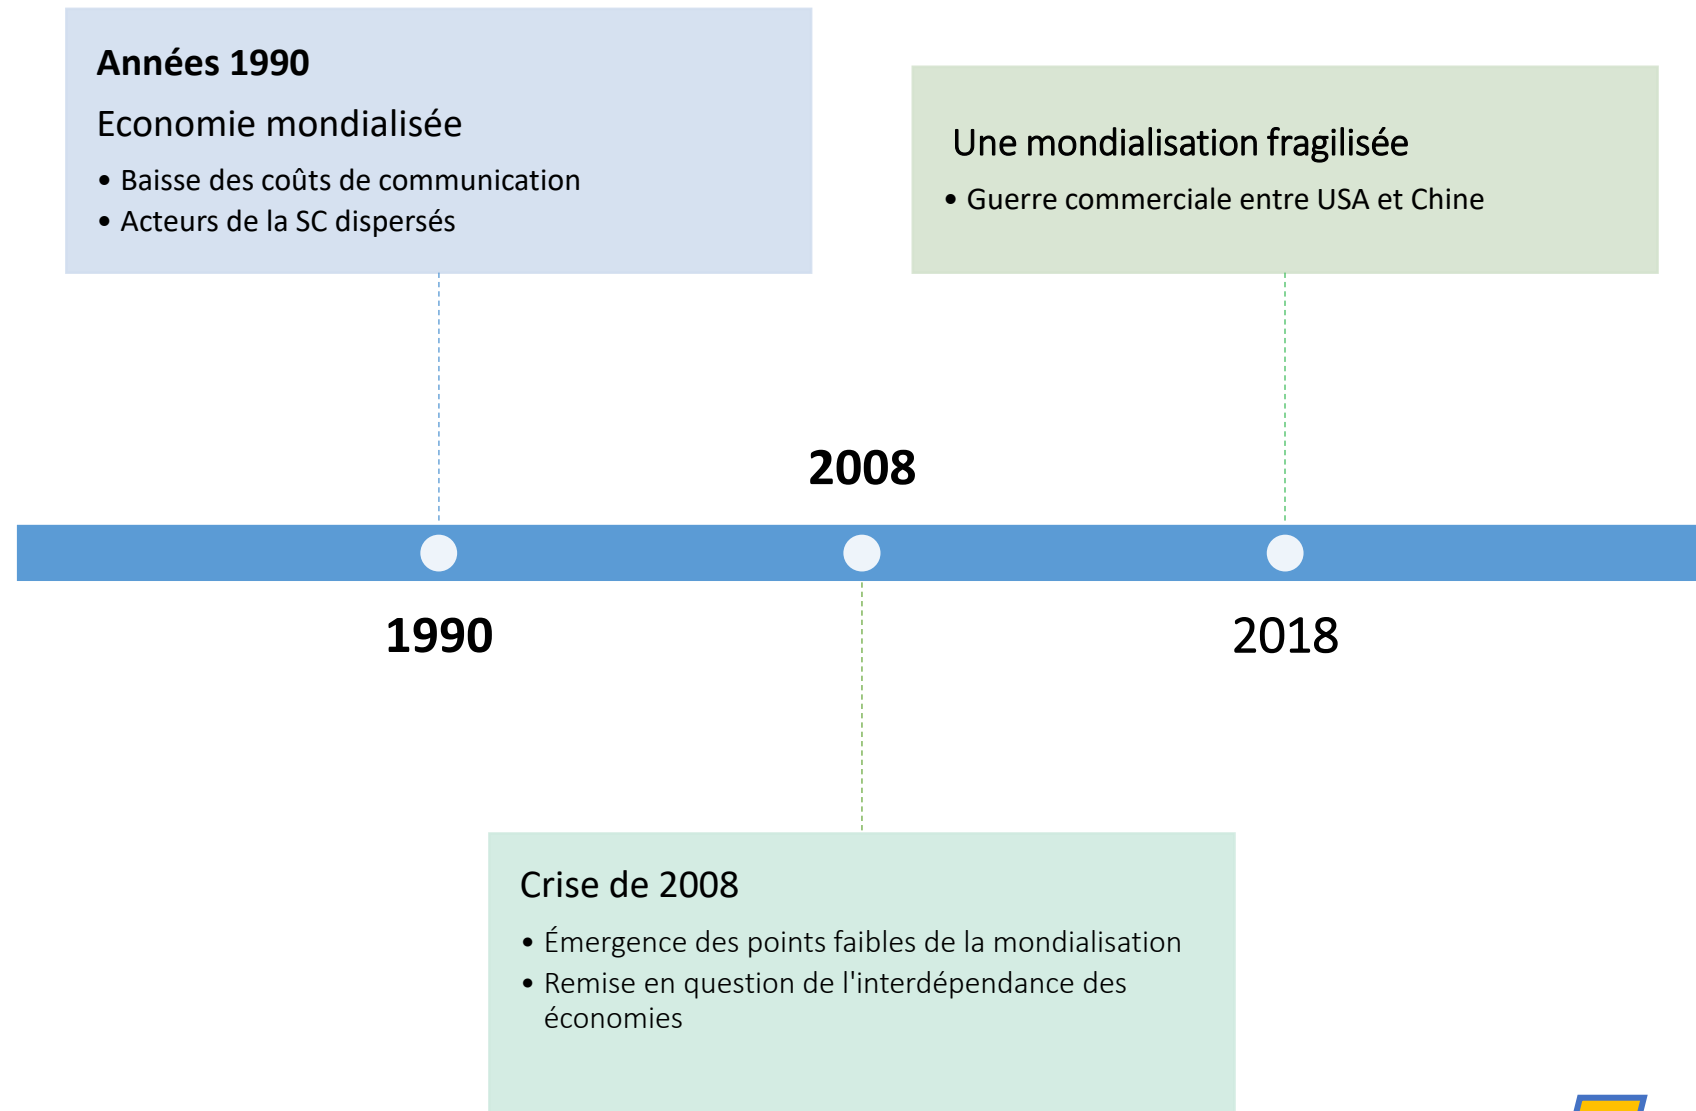 Années 1990
Economie mondialisée
• Baisse des coûts de communication
• Acteurs de la SC dispersés
Une mondialisation fragilisée
• Guerre commerciale entre USA et Chine
2008
1990
2018
Crise de 2008
• Émergence des points faibles de la mondialisation
• Remise en question de l'interdépendance des
économies